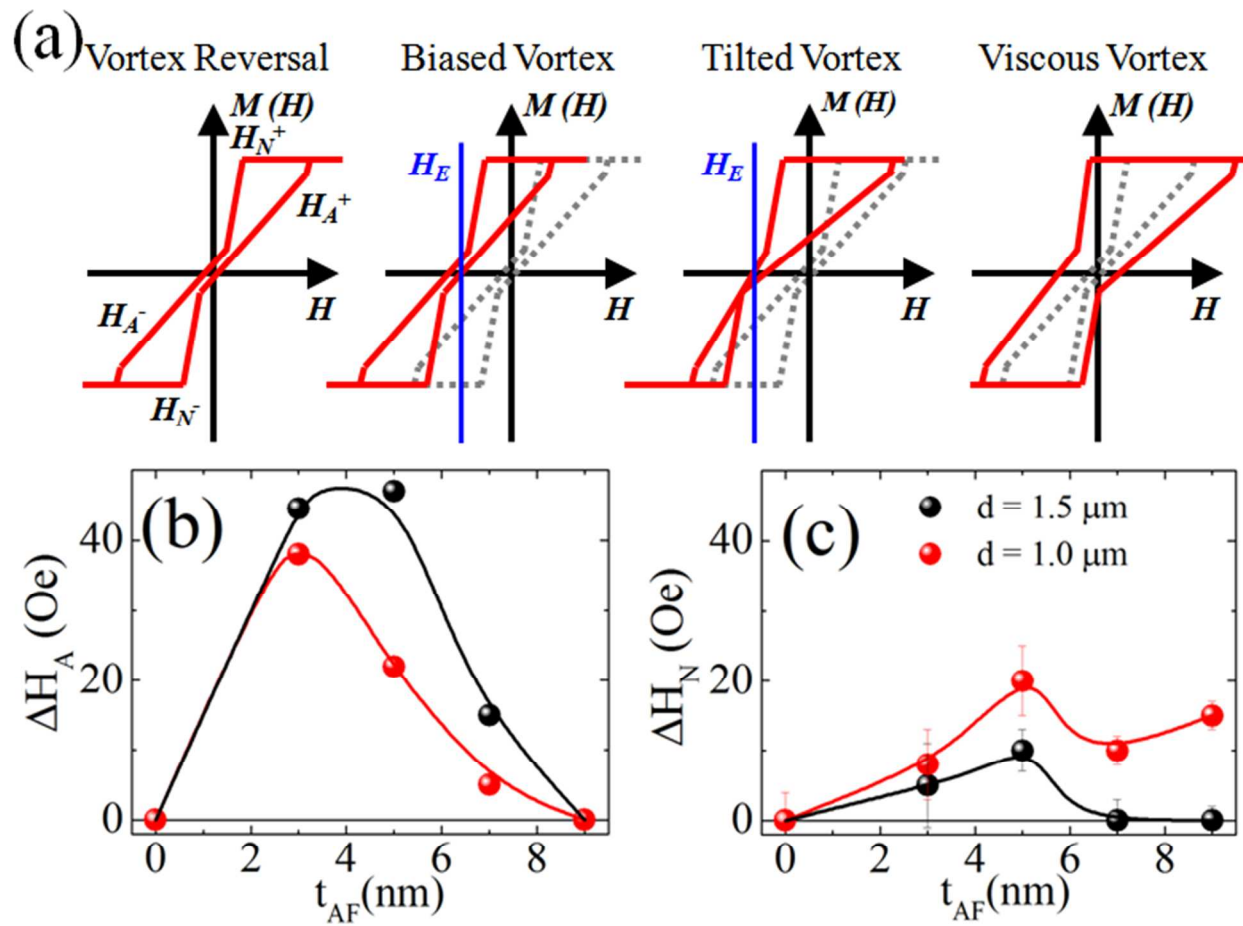 (a)
Vortex Reversal Biased Vortex Tilted Vortex Viscous Vortex
M (H) M (H) M (H) M (H)
H_N^+ H_E H_E
H_A^+
H_A^- H H H H
H_N^-
(b) (c)
d = 1.5 μm
d = 1.0 μm
40 40
20 20
0 0
ΔH_A (Oe) ΔH_N (Oe)
0 2 4 6 8 0 2 4 6 8
t_AF(nm) t_AF(nm)